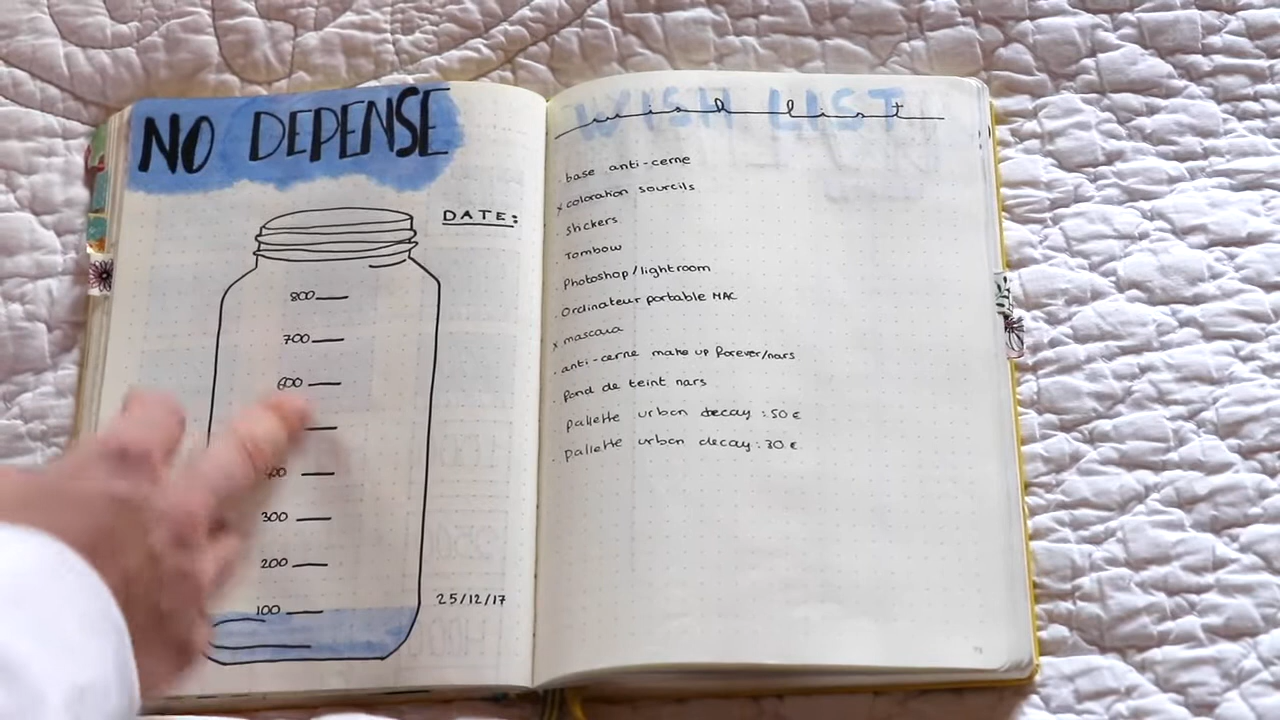 NO DEPENSE
DATE:
800
700
600
400
300
200
100
25/12/17
WISH LIST
wish list
. base anti-cerne
x coloration sourcils
. stickers
. Tombow
. Photoshop/lightroom
. Ordinateur portable MAC
x mascara
. anti-cerne make up forever/nars
. fond de teint nars
. pallette urban decay : 50 €
. pallette urban decay : 30 €